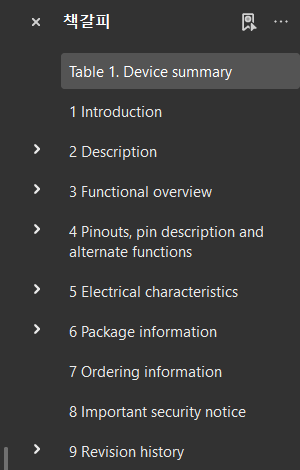 책갈피
Table 1. Device summary
1 Introduction
2 Description
3 Functional overview
4 Pinouts, pin description and
alternate functions
5 Electrical characteristics
6 Package information
7 Ordering information
8 Important security notice
9 Revision history